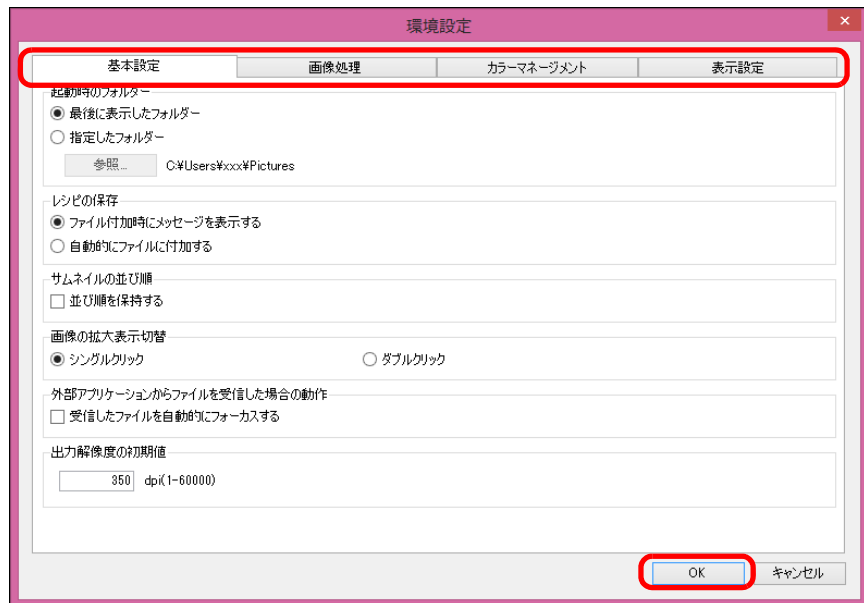 環境設定
基本設定 画像処理 カラーマネージメント 表示設定
起動時のフォルダー
最後に表示したフォルダー
指定したフォルダー
参照... C:¥Users¥xxx¥Pictures
レシピの保存
ファイル付加時にメッセージを表示する
自動的にファイルに付加する
サムネイルの並び順
並び順を保持する
画像の拡大表示切替
シングルクリック ダブルクリック
外部アプリケーションからファイルを受信した場合の動作
受信したファイルを自動的にフォーカスする
出力解像度の初期値
350 dpi(1-60000)
OK キャンセル